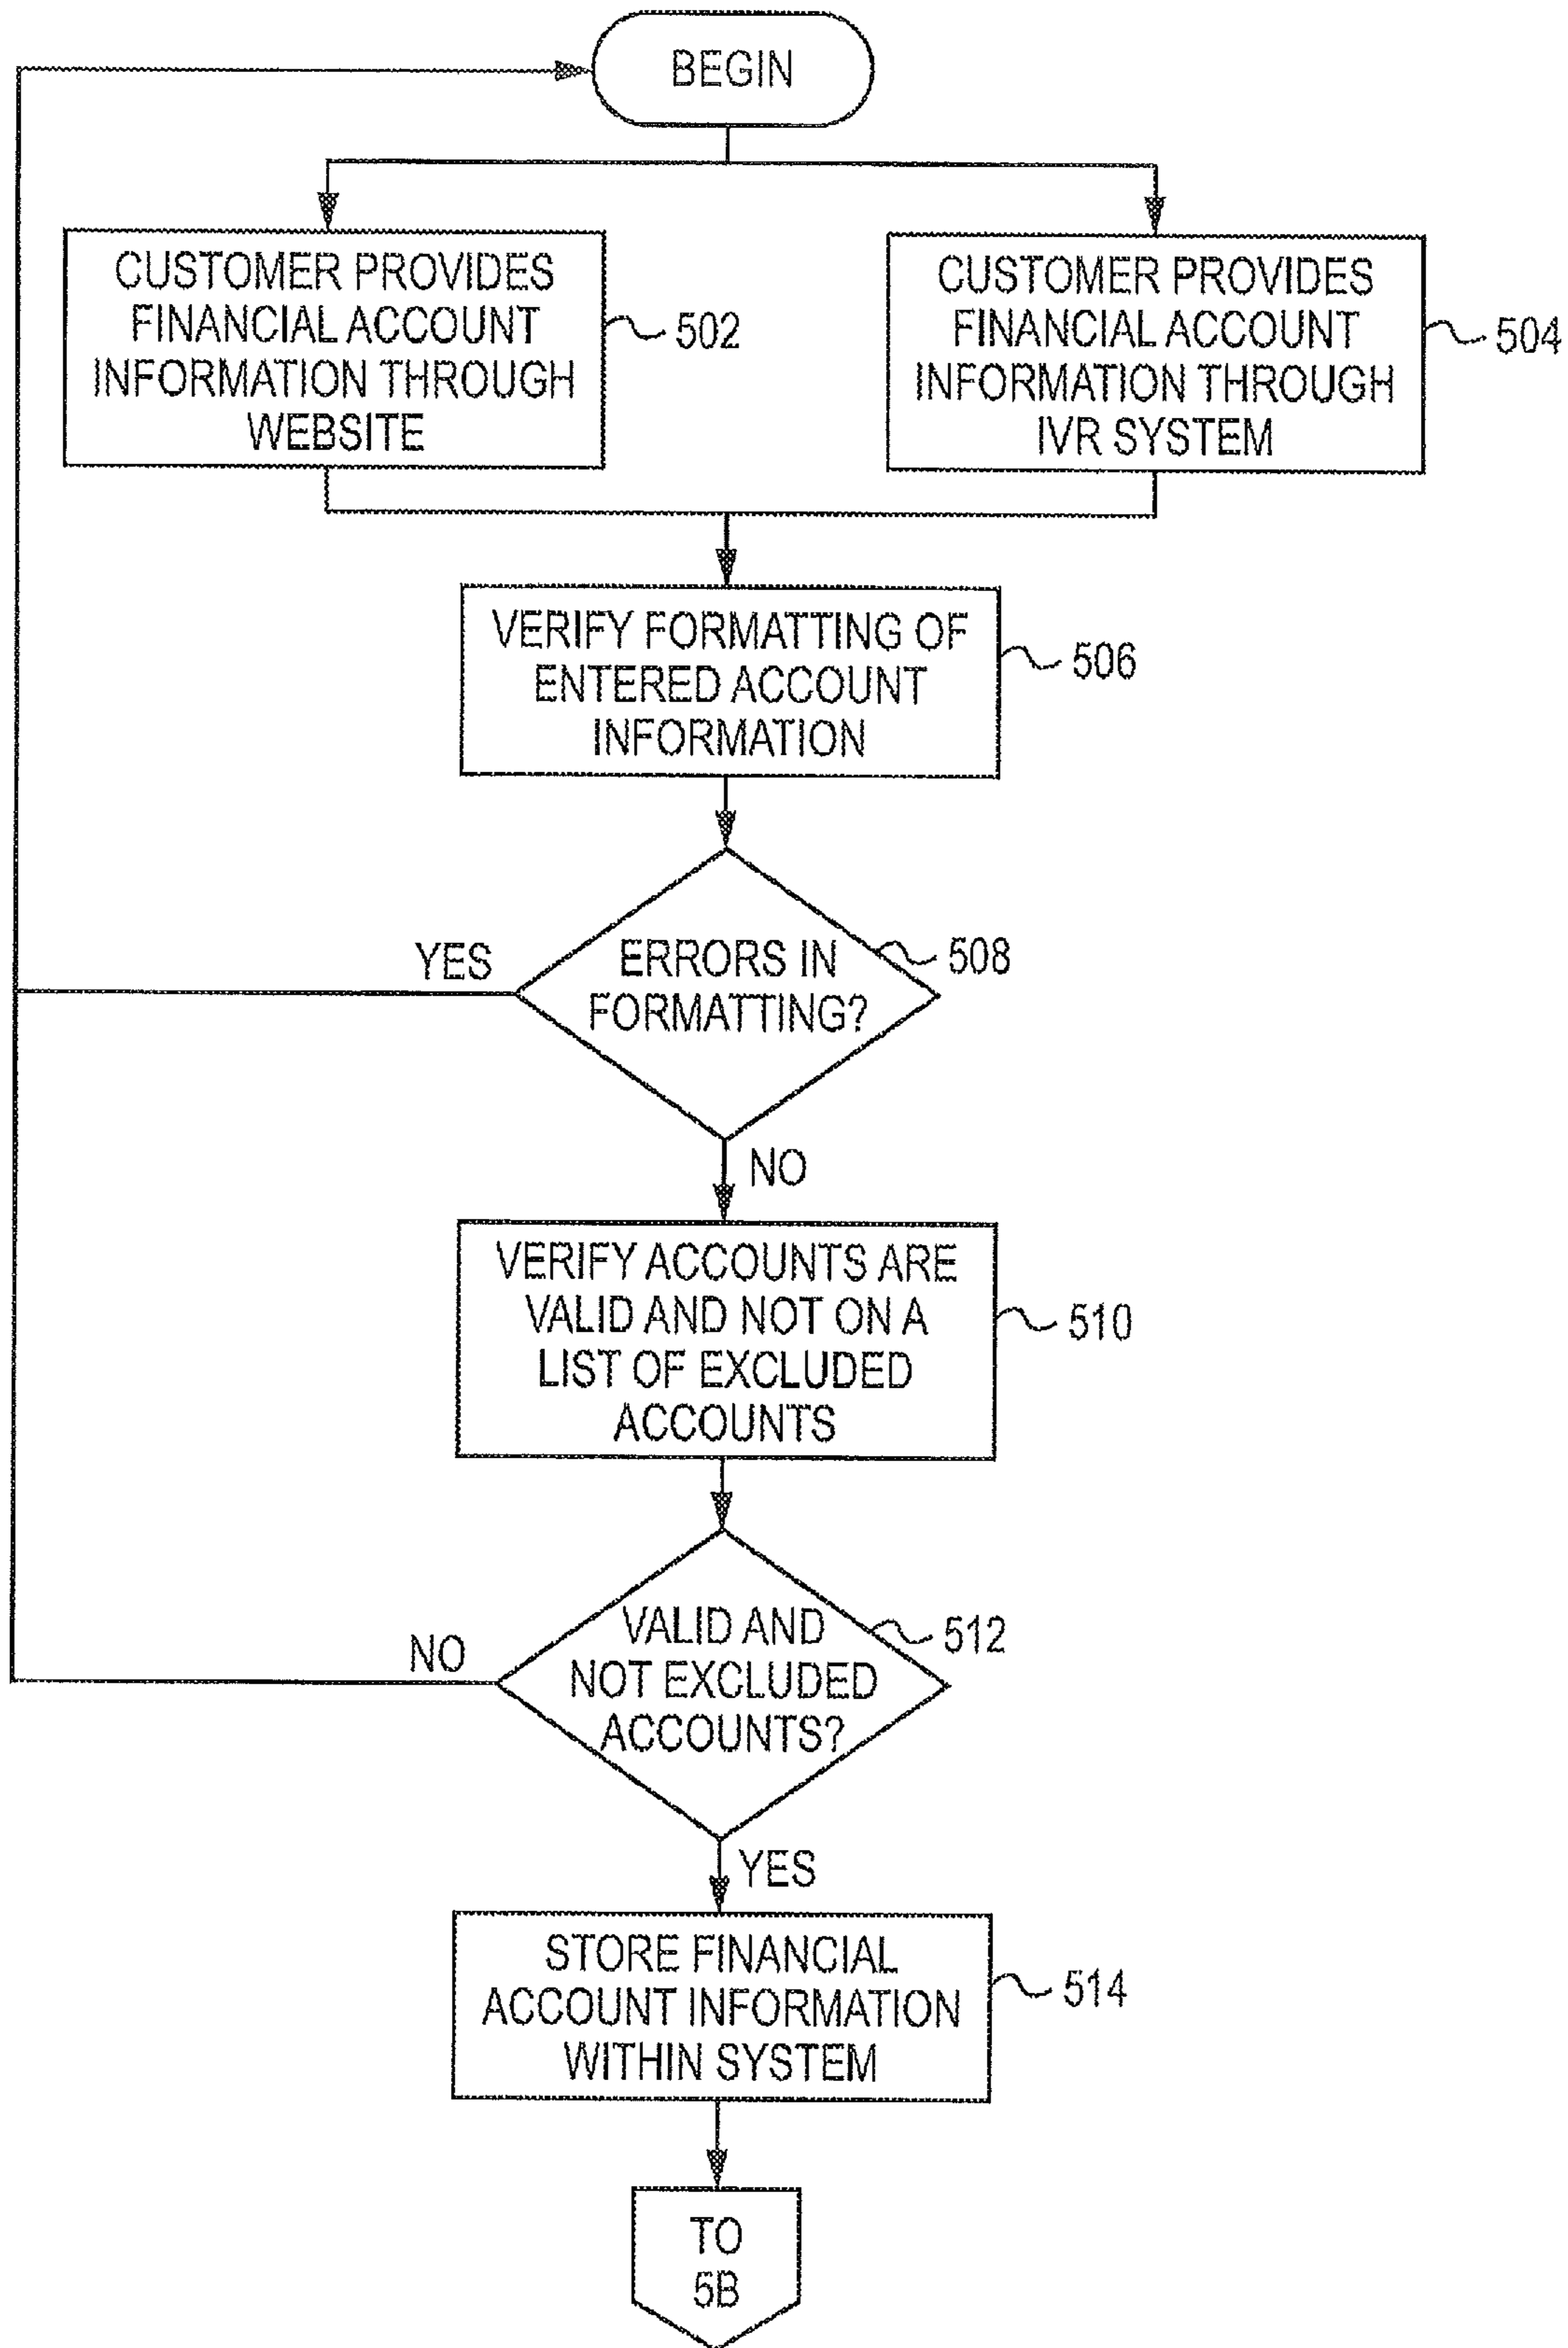 BEGIN
CUSTOMER PROVIDES
FINANCIAL ACCOUNT
INFORMATION THROUGH
WEBSITE
502
CUSTOMER PROVIDES
FINANCIAL ACCOUNT
INFORMATION THROUGH
IVR SYSTEM
504
VERIFY FORMATTING OF
ENTERED ACCOUNT
INFORMATION
506
YES
ERRORS IN
FORMATTING?
508
NO
VERIFY ACCOUNTS ARE
VALID AND NOT ON A
LIST OF EXCLUDED
ACCOUNTS
510
NO
VALID AND
NOT EXCLUDED
ACCOUNTS?
512
YES
STORE FINANCIAL
ACCOUNT INFORMATION
WITHIN SYSTEM
514
TO
5B